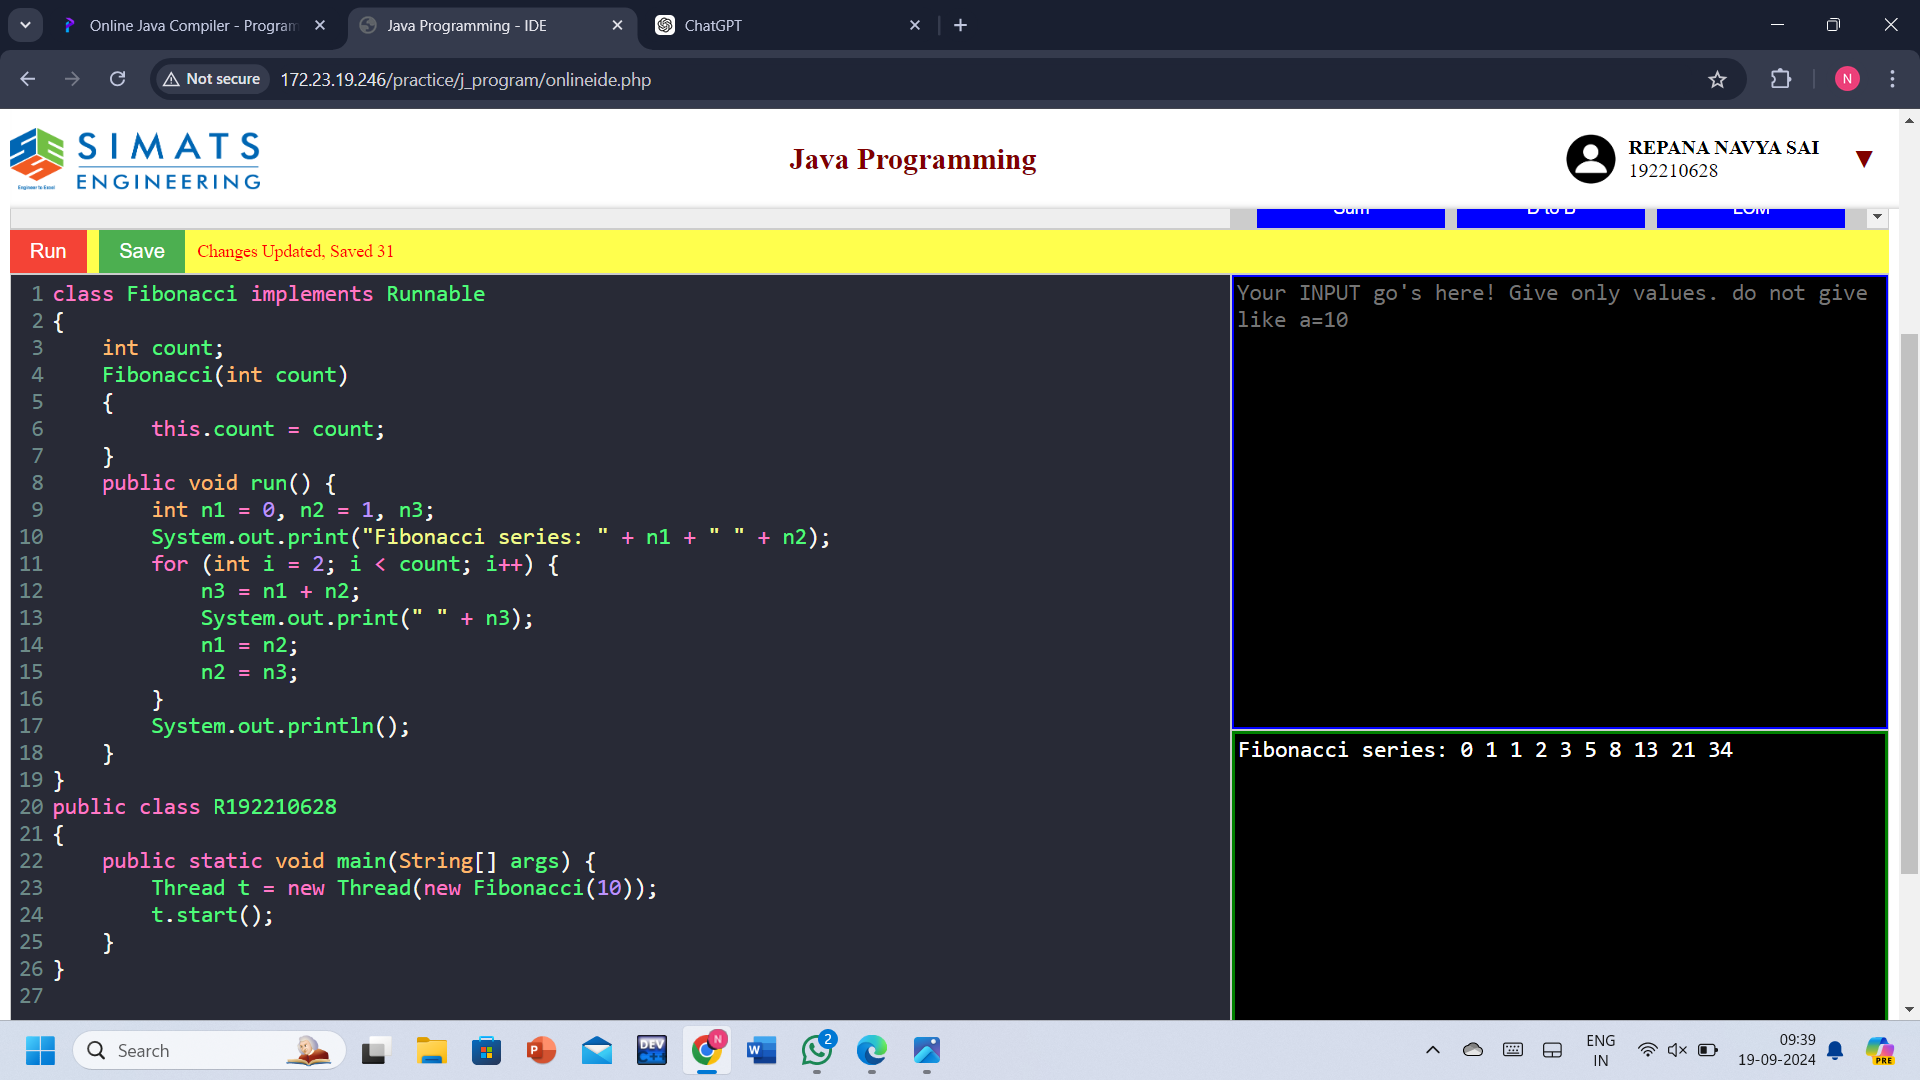 Online Java Compiler - Program
Java Programming - IDE
ChatGPT
Not secure
172.23.19.246/practice/j_program/onlineide.php
N
SIMATS
ENGINEERING
Engineer to Excel
Java Programming
REPANA NAVYA SAI
192210628
Sum
D to B
LCM
Run
Save
Changes Updated, Saved 31
1 class Fibonacci implements Runnable
2 {
3     int count;
4     Fibonacci(int count)
5     {
6         this.count = count;
7     }
8     public void run() {
9         int n1 = 0, n2 = 1, n3;
10         System.out.print("Fibonacci series: " + n1 + " " + n2);
11         for (int i = 2; i < count; i++) {
12             n3 = n1 + n2;
13             System.out.print(" " + n3);
14             n1 = n2;
15             n2 = n3;
16         }
17         System.out.println();
18     }
19 }
20 public class R192210628
21 {
22     public static void main(String[] args) {
23         Thread t = new Thread(new Fibonacci(10));
24         t.start();
25     }
26 }
27
Your INPUT go's here! Give only values. do not give
like a=10
Fibonacci series: 0 1 1 2 3 5 8 13 21 34
Search
DEV
C++
N
W
2
ENG
IN
09:39
19-09-2024
PRE